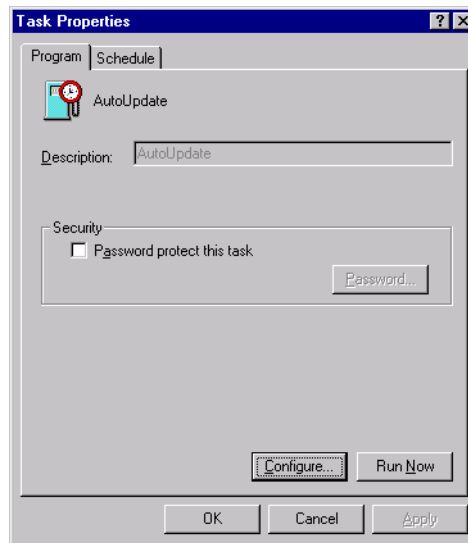 Task Properties
Program Schedule
AutoUpdate
Description: AutoUpdate
Security
Password protect this task
Password...
Configure... Run Now
OK Cancel Apply